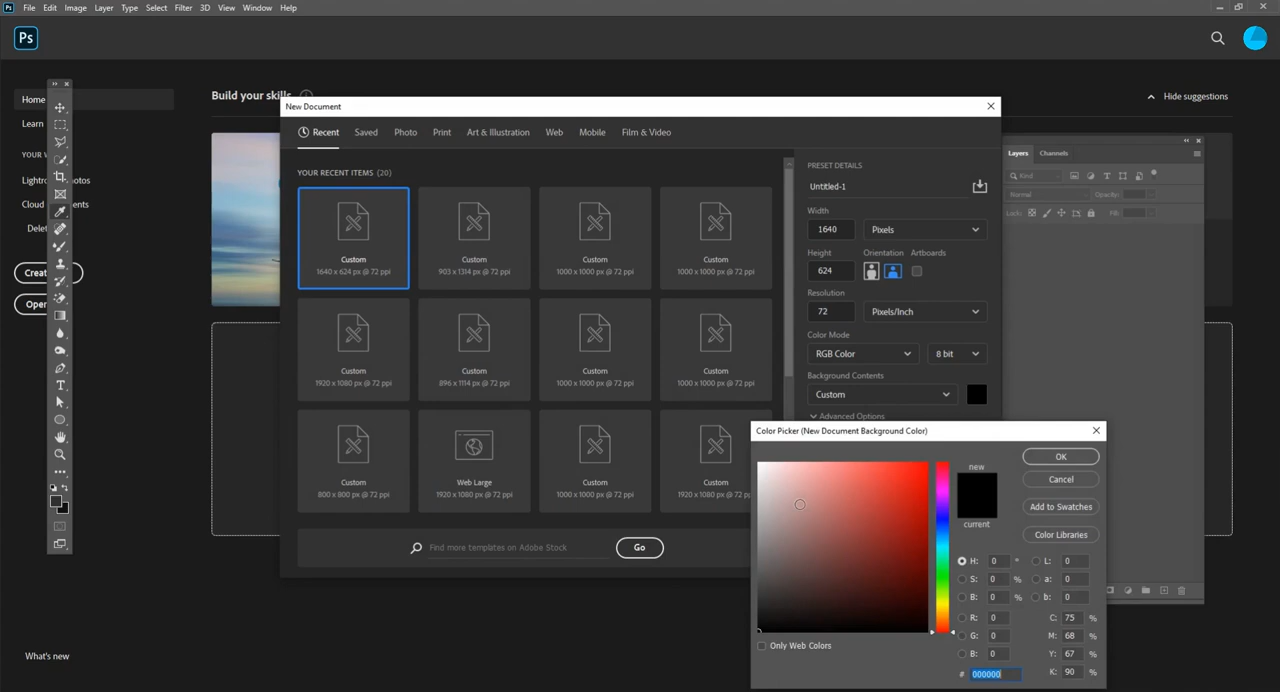 File Edit Image Layer Type Select Filter 3D View Window Help
Ps
Home
Learn
Build your skills
Hide suggestions
New Document
Recent Saved Photo Print Art & Illustration Web Mobile Film & Video
YOUR RECENT ITEMS (20)
Custom
1640 x 624 px @ 72 ppi
Custom
903 x 1314 px @ 72 ppi
Custom
1000 x 1000 px @ 72 ppi
Custom
1000 x 1000 px @ 72 ppi
Custom
1920 x 1080 px @ 72 ppi
Custom
896 x 1114 px @ 72 ppi
Custom
1000 x 1000 px @ 72 ppi
Custom
1000 x 1000 px @ 72 ppi
Custom
800 x 800 px @ 72 ppi
Web Large
1920 x 1080 px @ 72 ppi
Custom
1000 x 1000 px @ 72 ppi
Custom
1920 x 1080 px @ 72
Find more templates on Adobe Stock
Go
PRESET DETAILS
Untitled-1
Width
1640 Pixels
Height Orientation Artboards
624
Resolution
72 Pixels/Inch
Color Mode
RGB Color 8 bit
Background Contents
Custom
Advanced Options
Layers Channels
Kind
Normal Opacity:
Lock: Fill:
Color Picker (New Document Background Color)
new
current
OK
Cancel
Add to Swatches
Color Libraries
H: 0 ° L: 0
S: 0 % a: 0
B: 0 % b: 0
R: 0 C: 75 %
G: 0 M: 68 %
B: 0 Y: 67 %
# 000000 K: 90 %
Only Web Colors
What's new